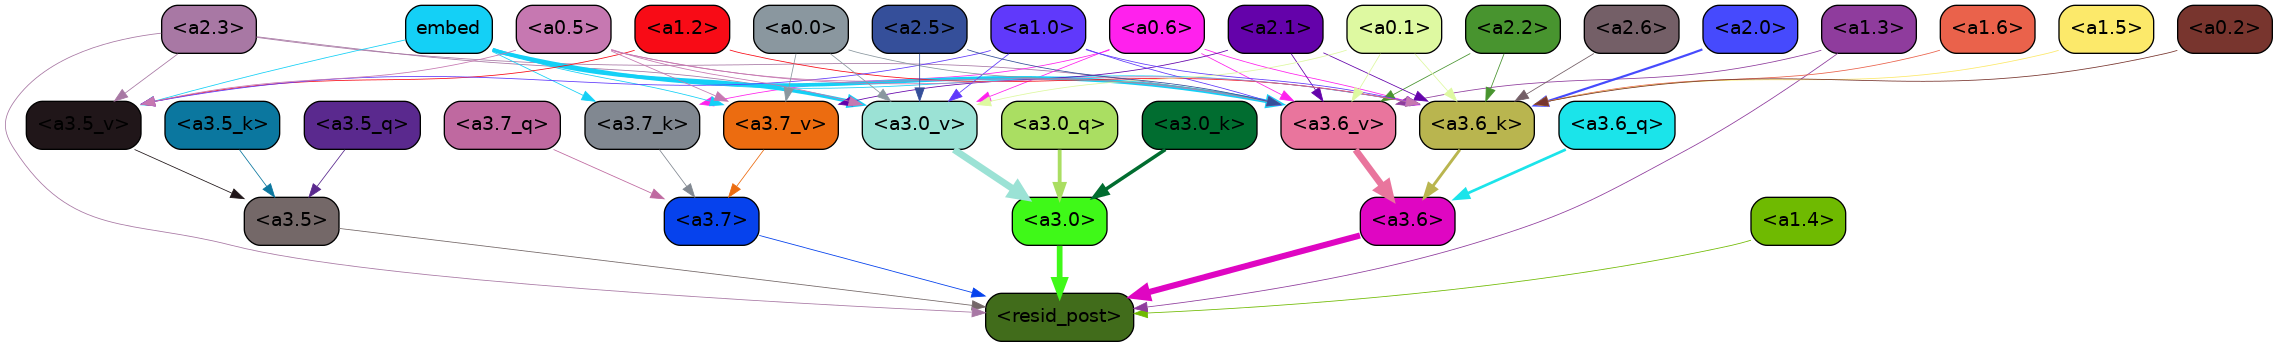 <a2.3> embed <a0.5> <a1.2> <a0.0> <a2.5> <a1.0> <a0.6> <a2.1> <a0.1> <a2.2> <a2.6> <a2.0> <a1.3> <a1.6> <a1.5> <a0.2>
<a3.5_v> <a3.5_k> <a3.5_q> <a3.7_q> <a3.7_k> <a3.7_v> <a3.0_v> <a3.0_q> <a3.0_k> <a3.6_v> <a3.6_k> <a3.6_q>
<a3.5> <a3.7> <a3.0> <a3.6> <a1.4>
<resid_post>